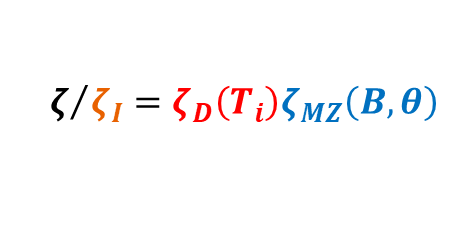 ζ/ζ_I = ζ_D(T_i)ζ_MZ(B, θ)